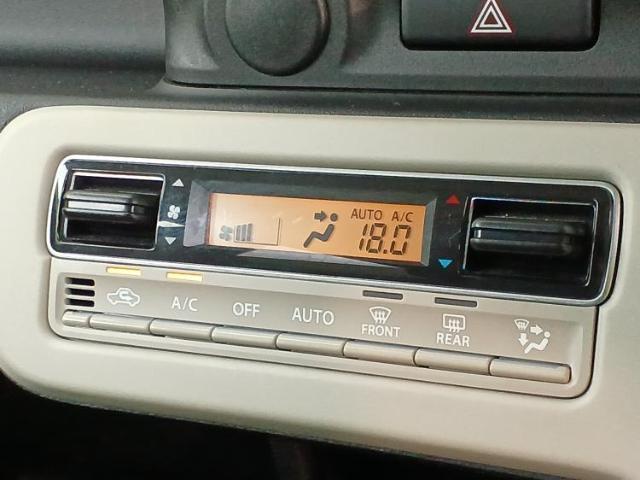 AUTO A/C
18.0
A/C
OFF
AUTO
FRONT
REAR